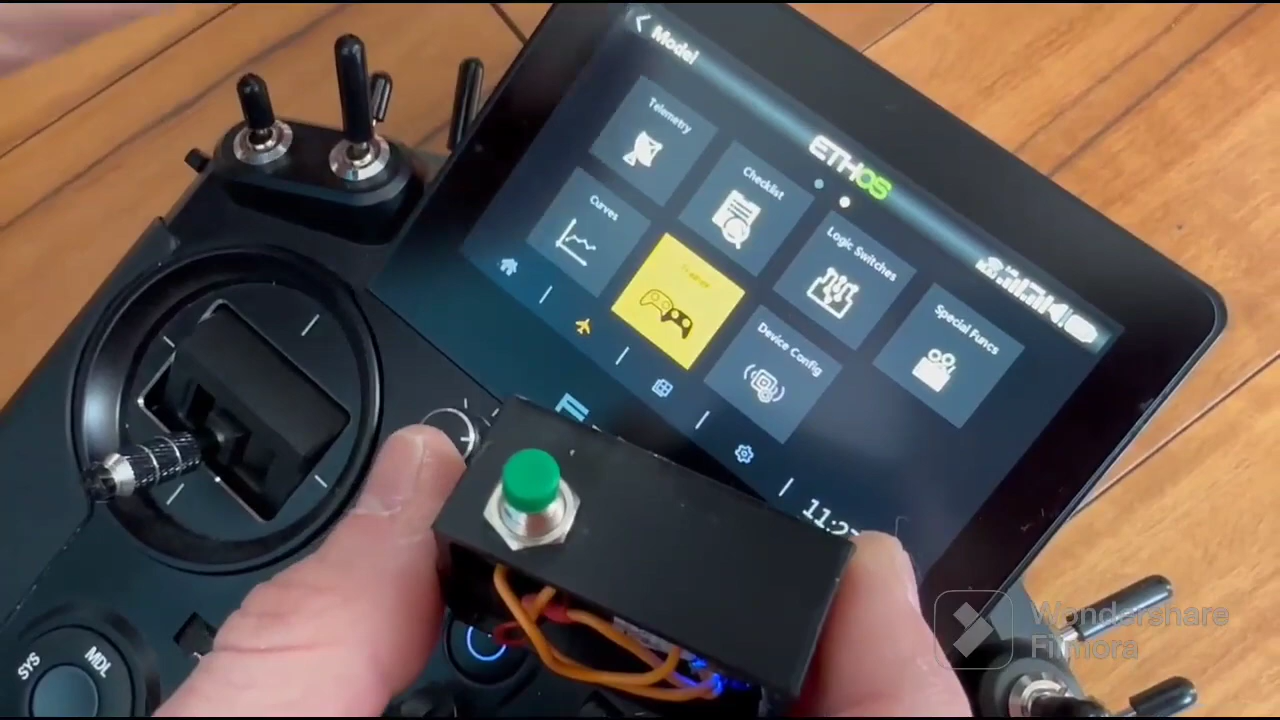 Model
ETHOS
Telemetry
Checklist
Logic Switches
Special Funcs
Curves
Device Config
SYS
MDL
Wondershare
Filmora